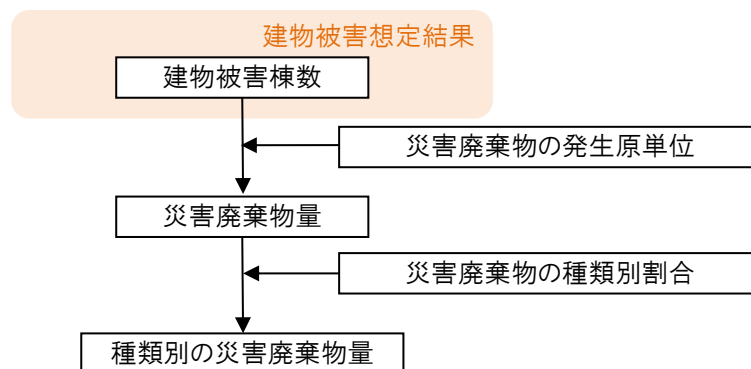 建物被害想定結果
建物被害棟数
災害廃棄物の発生原単位
災害廃棄物量
災害廃棄物の種類別割合
種類別の災害廃棄物量